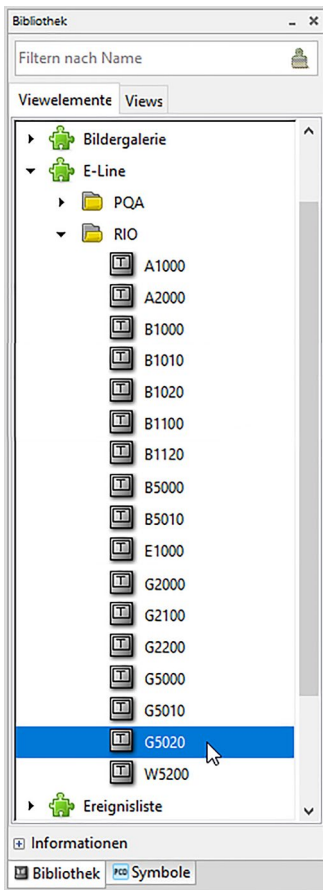 Bibliothek
Filtern nach Name
Viewelemente Views
Bildergalerie
E-Line
PQA
RIO
A1000
A2000
B1000
B1010
B1020
B1100
B1120
B5000
B5010
E1000
G2000
G2100
G2200
G5000
G5010
G5020
W5200
Ereignisliste
Informationen
Bibliothek PCD Symbole